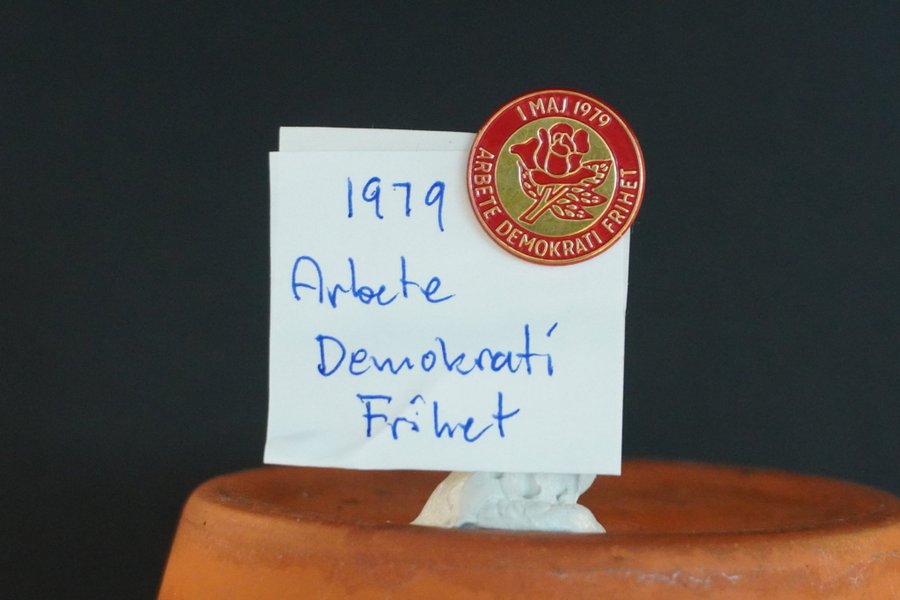 1 MAJ 1979
ARBETE DEMOKRATI FRIHET
1979
Arbete
Demokrati
Frihet